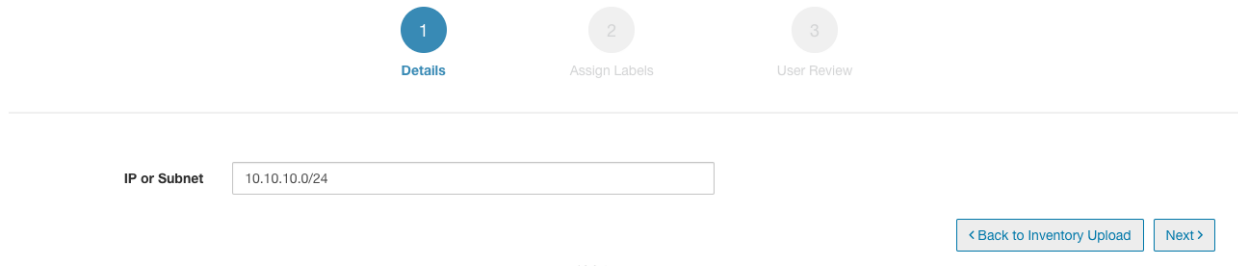 1 2 3
Details Assign Labels User Review
IP or Subnet 10.10.10.0/24
< Back to Inventory Upload Next >